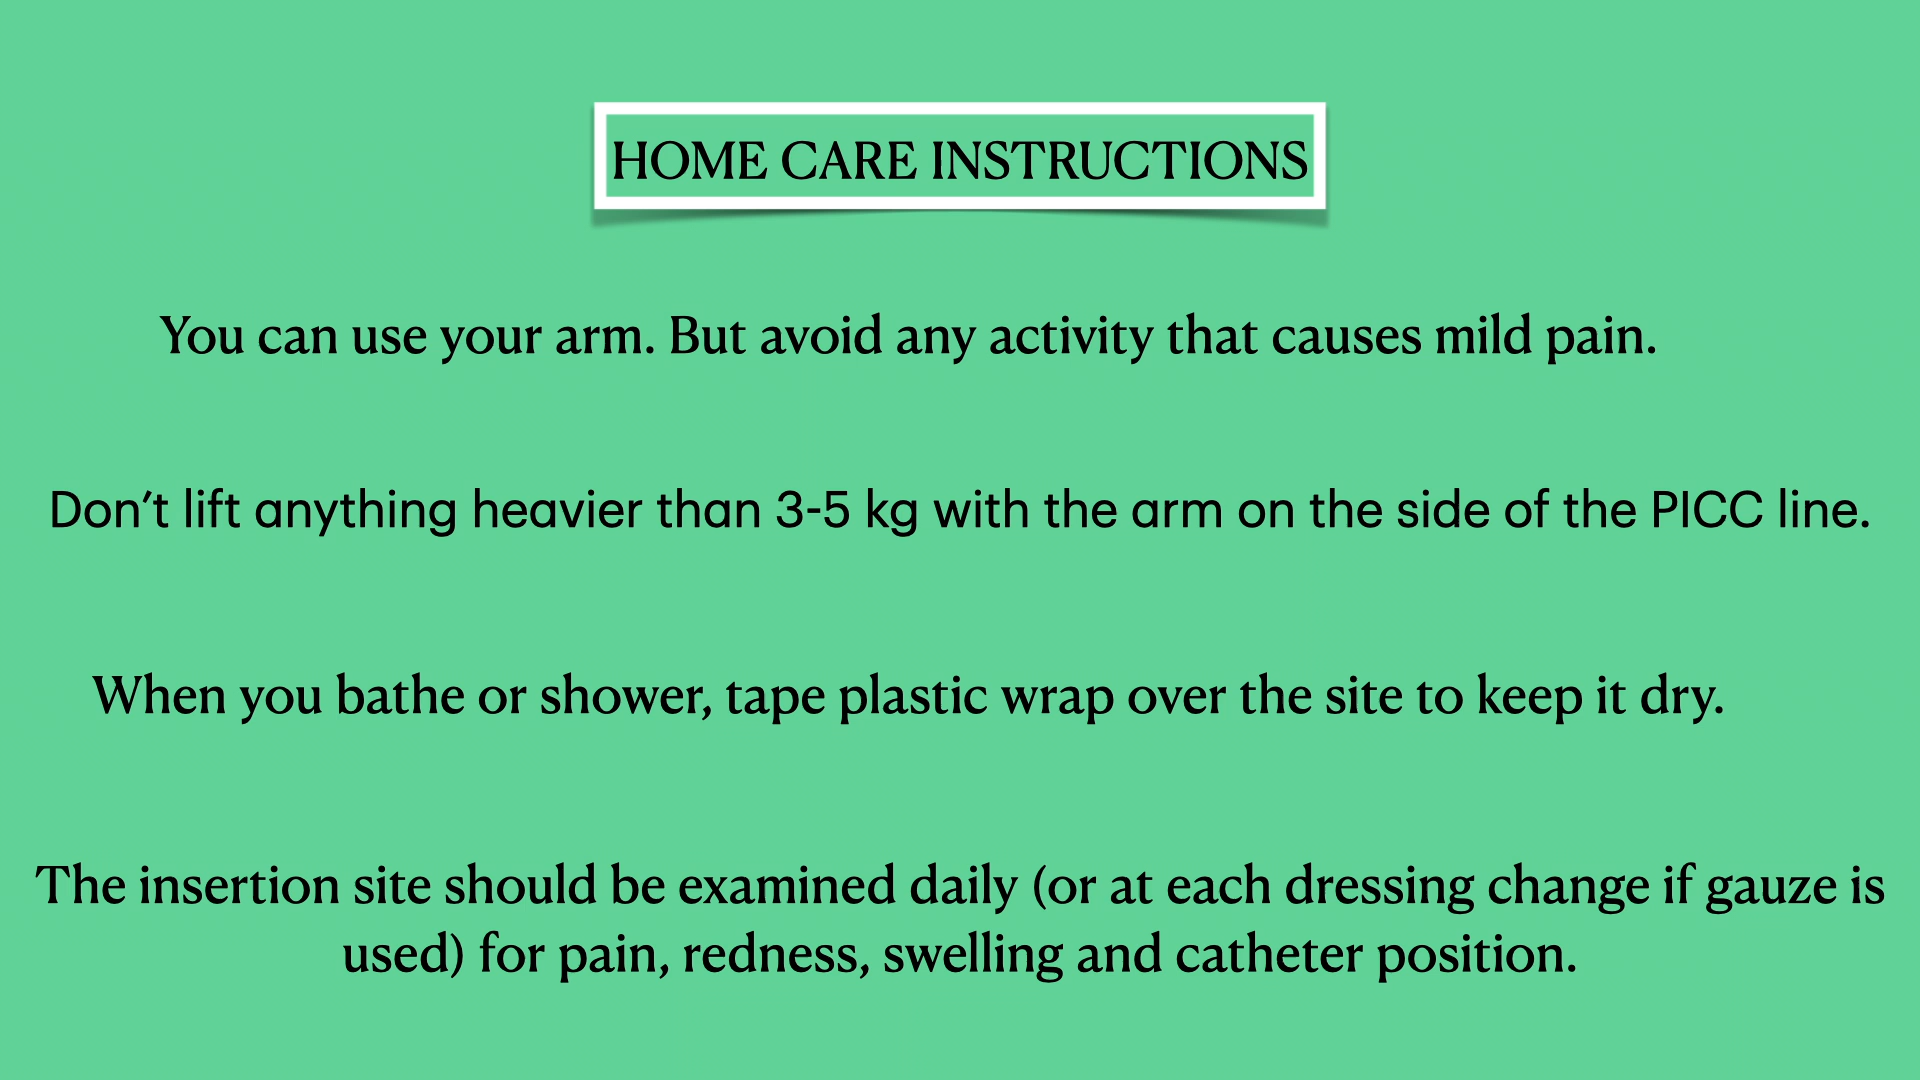 HOME CARE INSTRUCTIONS
You can use your arm. But avoid any activity that causes mild pain.
Don’t lift anything heavier than 3-5 kg with the arm on the side of the PICC line.
When you bathe or shower, tape plastic wrap over the site to keep it dry.
The insertion site should be examined daily (or at each dressing change if gauze is
used) for pain, redness, swelling and catheter position.